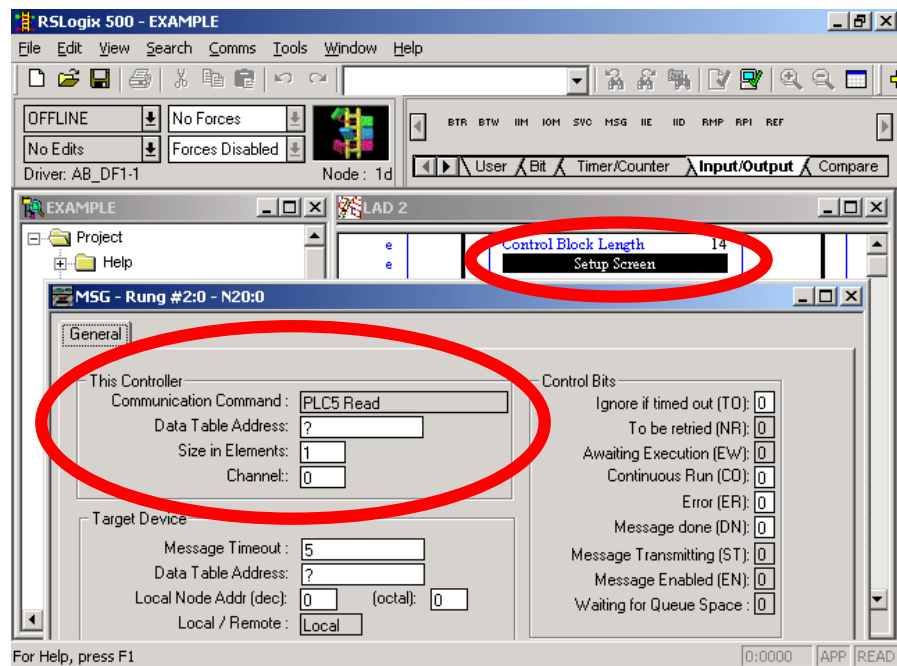 RSLogix 500 - EXAMPLE
File Edit View Search Comms Tools Window Help
OFFLINE No Forces
No Edits Forces Disabled
Driver: AB_DF1-1 Node : 1d
BTR BTW IIM IOM SVC MSG IIE IID RMP RPI REF
User Bit Timer/Counter Input/Output Compare
EXAMPLE
Project
Help
LAD 2
e Control Block Length 14
e Setup Screen
MSG - Rung #2:0 - N20:0
General
This Controller
Communication Command : PLC5 Read
Data Table Address: ?
Size in Elements: 1
Channel:: 0
Target Device
Message Timeout : 5
Data Table Address: ?
Local Node Addr (dec): 0 (octal): 0
Local / Remote : Local
Control Bits
Ignore if timed out (TO): 0
To be retried (NR): 0
Awaiting Execution (EW): 0
Continuous Run (CO): 0
Error (ER): 0
Message done (DN): 0
Message Transmitting (ST): 0
Message Enabled (EN): 0
Waiting for Queue Space : 0
For Help, press F1 0:0000 APP READ